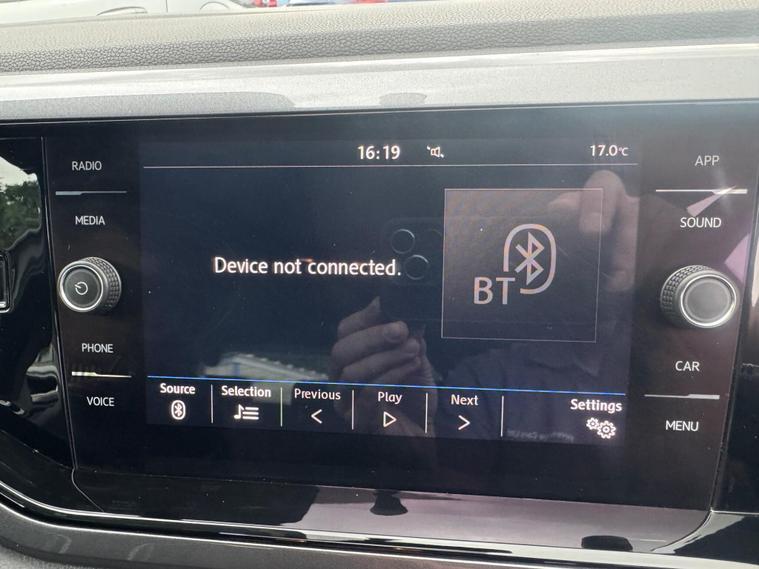 16:19 17.0°C
RADIO
MEDIA
PHONE
VOICE
Device not connected.
BT
Source Selection Previous Play Next Settings
APP
SOUND
CAR
MENU